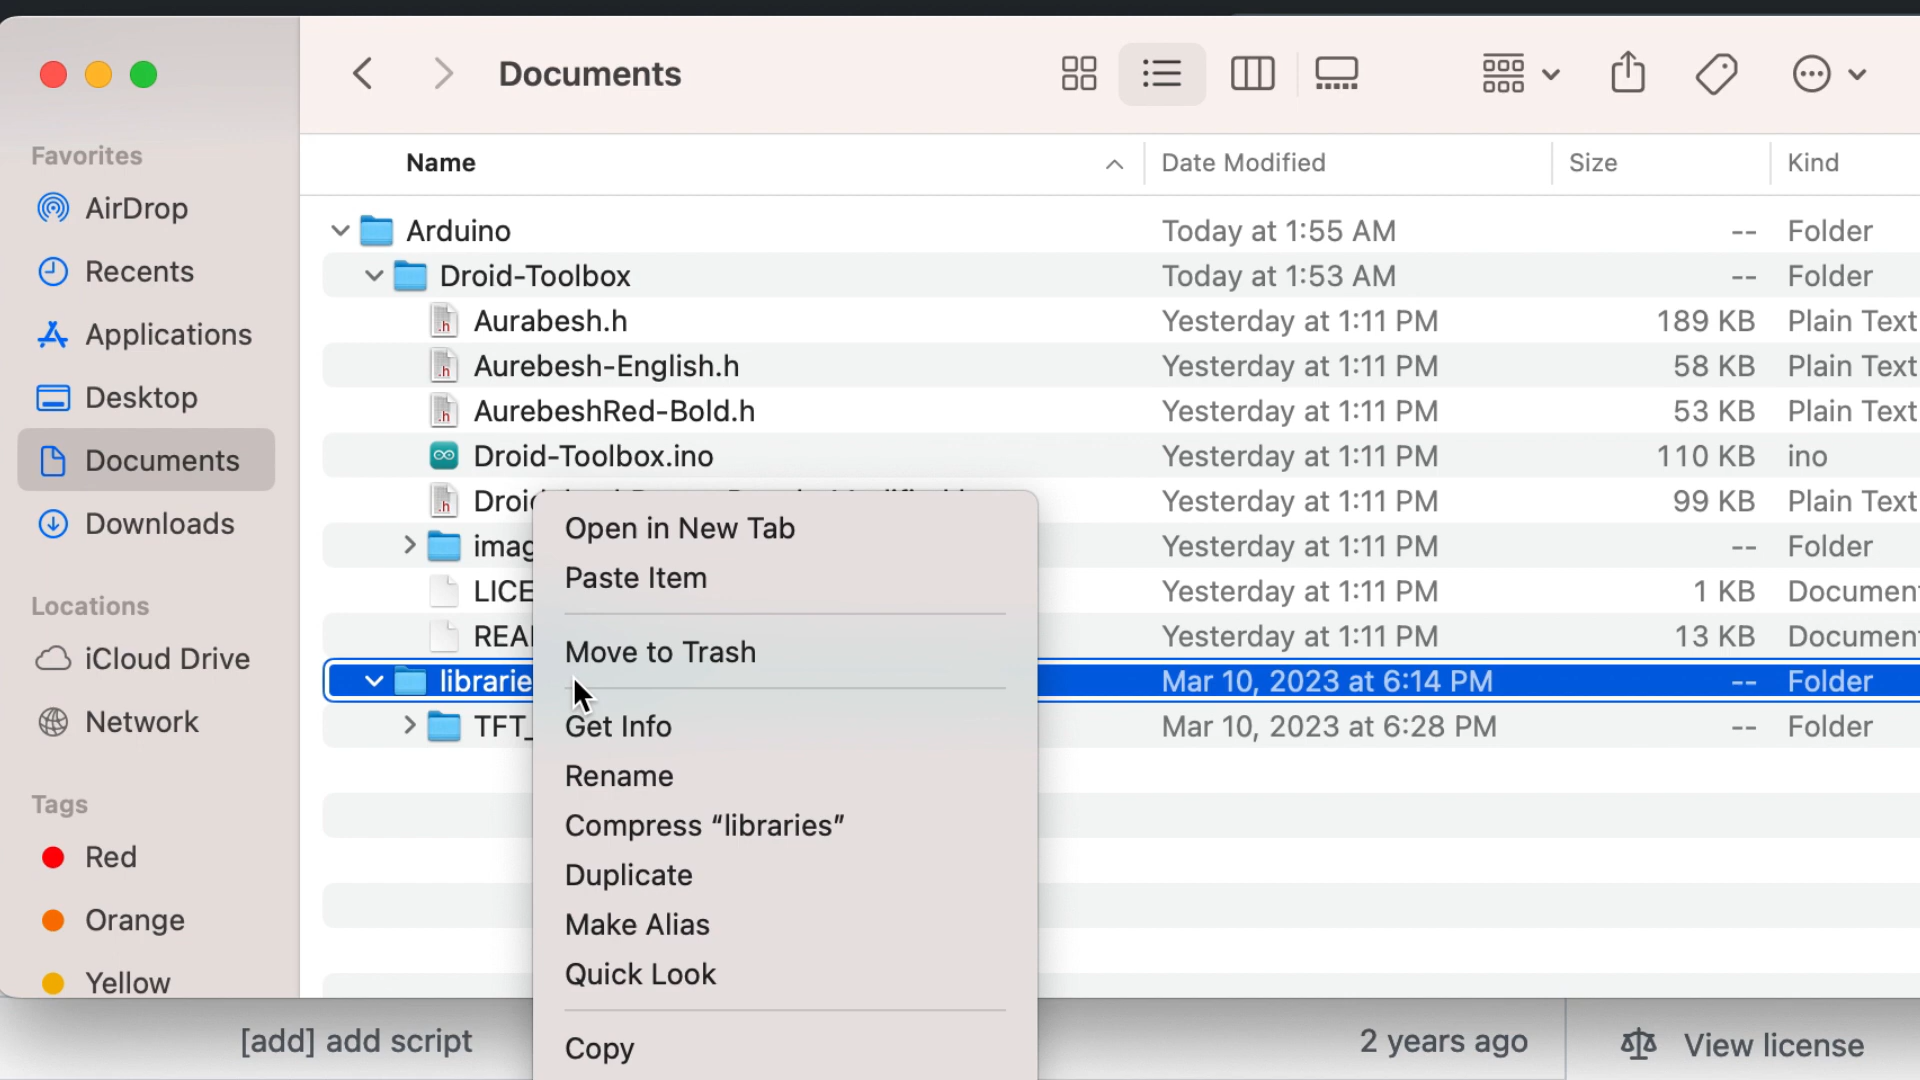 Documents
Favorites
AirDrop
Recents
Applications
Desktop
Documents
Downloads
Locations
iCloud Drive
Network
Tags
Red
Orange
Yellow
Name Date Modified Size Kind
Arduino Today at 1:55 AM -- Folder
Droid-Toolbox Today at 1:53 AM -- Folder
Aurabesh.h Yesterday at 1:11 PM 189 KB Plain Text
Aurebesh-English.h Yesterday at 1:11 PM 58 KB Plain Text
AurebeshRed-Bold.h Yesterday at 1:11 PM 53 KB Plain Text
Droid-Toolbox.ino Yesterday at 1:11 PM 110 KB ino
Droi Yesterday at 1:11 PM 99 KB Plain Text
imag Yesterday at 1:11 PM -- Folder
LICE Yesterday at 1:11 PM 1 KB Documen
REA Yesterday at 1:11 PM 13 KB Documen
librarie Mar 10, 2023 at 6:14 PM -- Folder
TFT_ Mar 10, 2023 at 6:28 PM -- Folder
Open in New Tab
Paste Item
Move to Trash
Get Info
Rename
Compress “libraries”
Duplicate
Make Alias
Quick Look
Copy
[add] add script 2 years ago View license